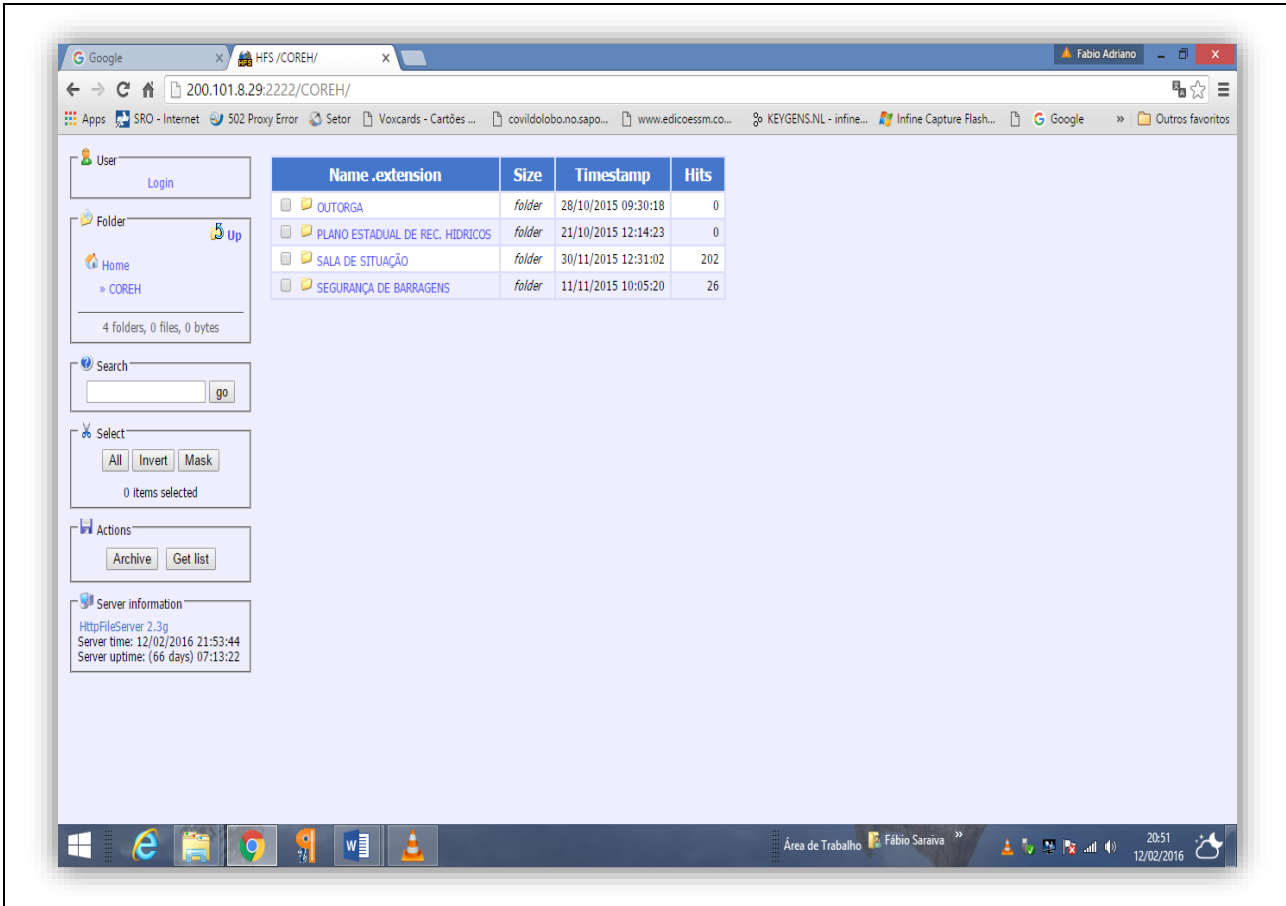 Google
HFS /COREH/
Fabio Adriano
200.101.8.29:2222/COREH/
Apps SRO - Internet 502 Proxy Error Setor Voxcards - Cartões ... covildolobo.no.sapo... www.edicoessm.co... KEYGENS.NL - infine... Infine Capture Flash... Google » Outros favoritos
User
Login
Folder
Up
Home
» COREH
4 folders, 0 files, 0 bytes
Search
go
Select
All Invert Mask
0 items selected
Actions
Archive Get list
Server information
HttpFileServer 2.3g
Server time: 12/02/2016 21:53:44
Server uptime: (66 days) 07:13:22
Name .extension Size Timestamp Hits
OUTORGA folder 28/10/2015 09:30:18 0
PLANO ESTADUAL DE REC. HIDRICOS folder 21/10/2015 12:14:23 0
SALA DE SITUAÇÃO folder 30/11/2015 12:31:02 202
SEGURANÇA DE BARRAGENS folder 11/11/2015 10:05:20 26
Área de Trabalho Fábio Saraiva »
20:51
12/02/2016